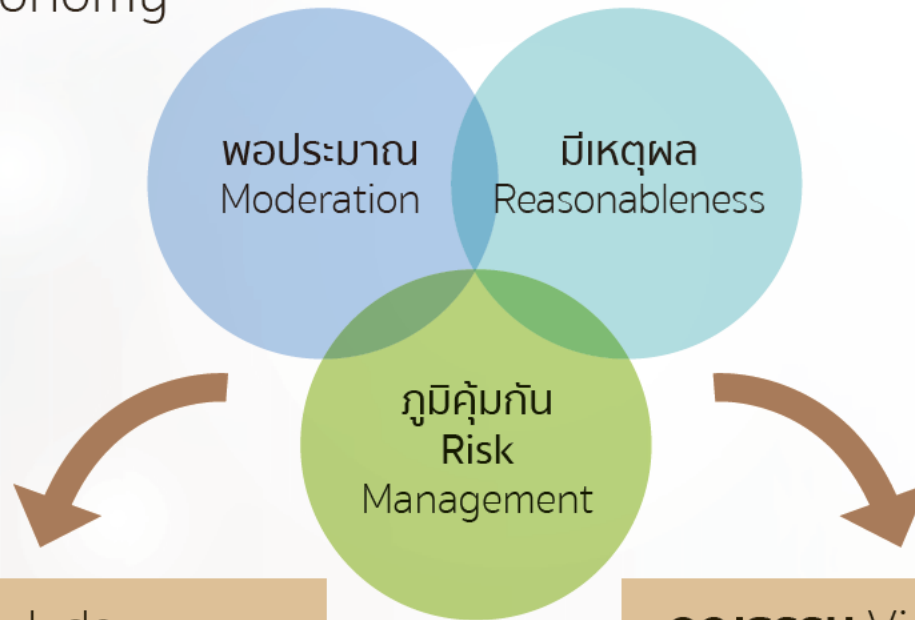 พอประมาณ
Moderation
มีเหตุผล
Reasonableness
ภูมิคุ้มกัน
Risk
Management